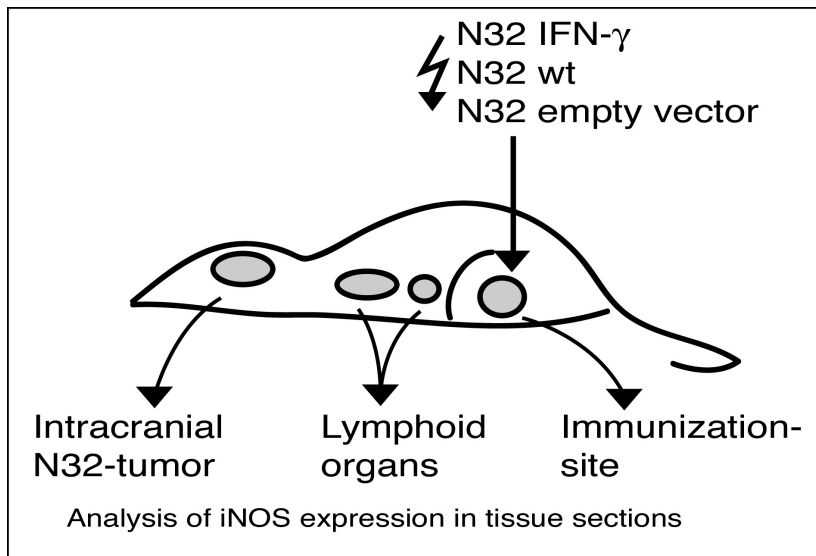 N32 IFN-γ
N32 wt
N32 empty vector
Intracranial
N32-tumor
Lymphoid
organs
Immunization-
site
Analysis of iNOS expression in tissue sections